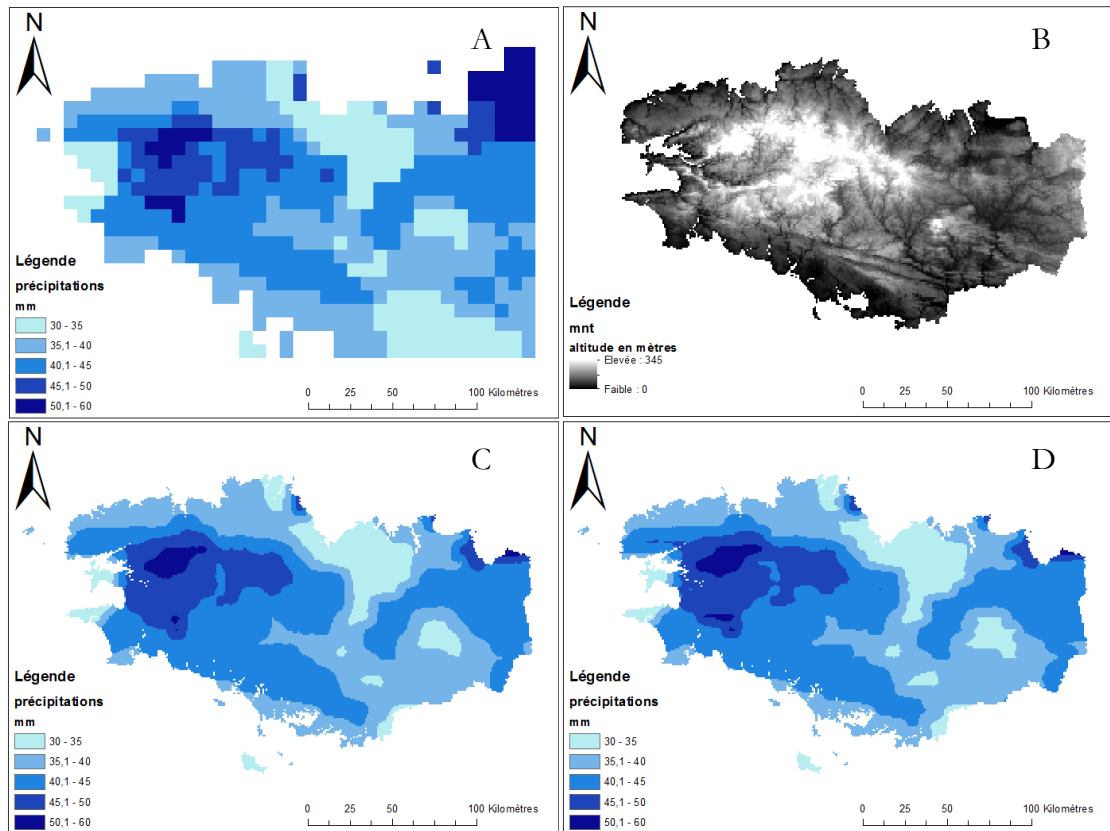 N
A
Légende
précipitations
mm
30 - 35
35,1 - 40
40,1 - 45
45,1 - 50
50,1 - 60
0 25 50 100 Kilomètres
N
B
Légende
mnt
altitude en mètres
Elevée : 345
Faible : 0
0 25 50 100 Kilomètres
N
C
Légende
précipitations
mm
30 - 35
35,1 - 40
40,1 - 45
45,1 - 50
50,1 - 60
0 25 50 100 Kilomètres
N
D
Légende
précipitations
mm
30 - 35
35,1 - 40
40,1 - 45
45,1 - 50
50,1 - 60
0 25 50 100 Kilomètres